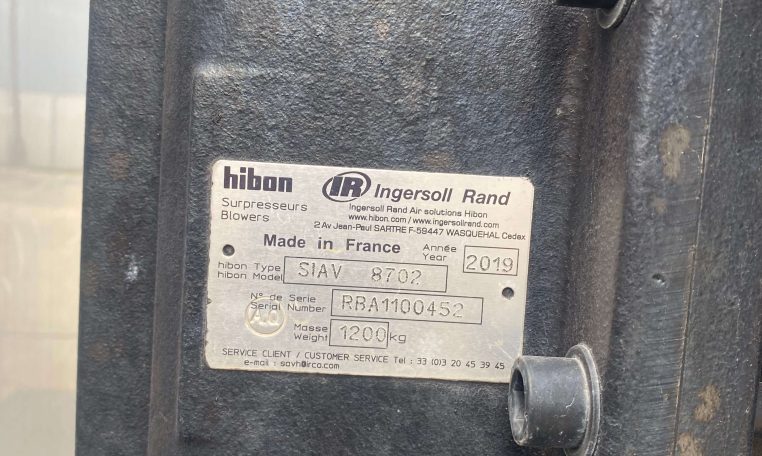 hibon IR Ingersoll Rand
Surpresseurs
Blowers
Ingersoll Rand Air solutions Hibon
www.hibon.com / www.ingersollrand.com
2 Av Jean-Paul SARTRE F-59447 WASQUEHAL Cedex
Made in France
Année
Year
2019
hibon Type
hibon Model
SIAV 8702
N° de Serie
Serial Number
RBA1100452
A.Q
Masse
Weight
1200 kg
SERVICE CLIENT / CUSTOMER SERVICE Tel : 33 (0)3 20 45 39 45
e-mail : savh@irco.com